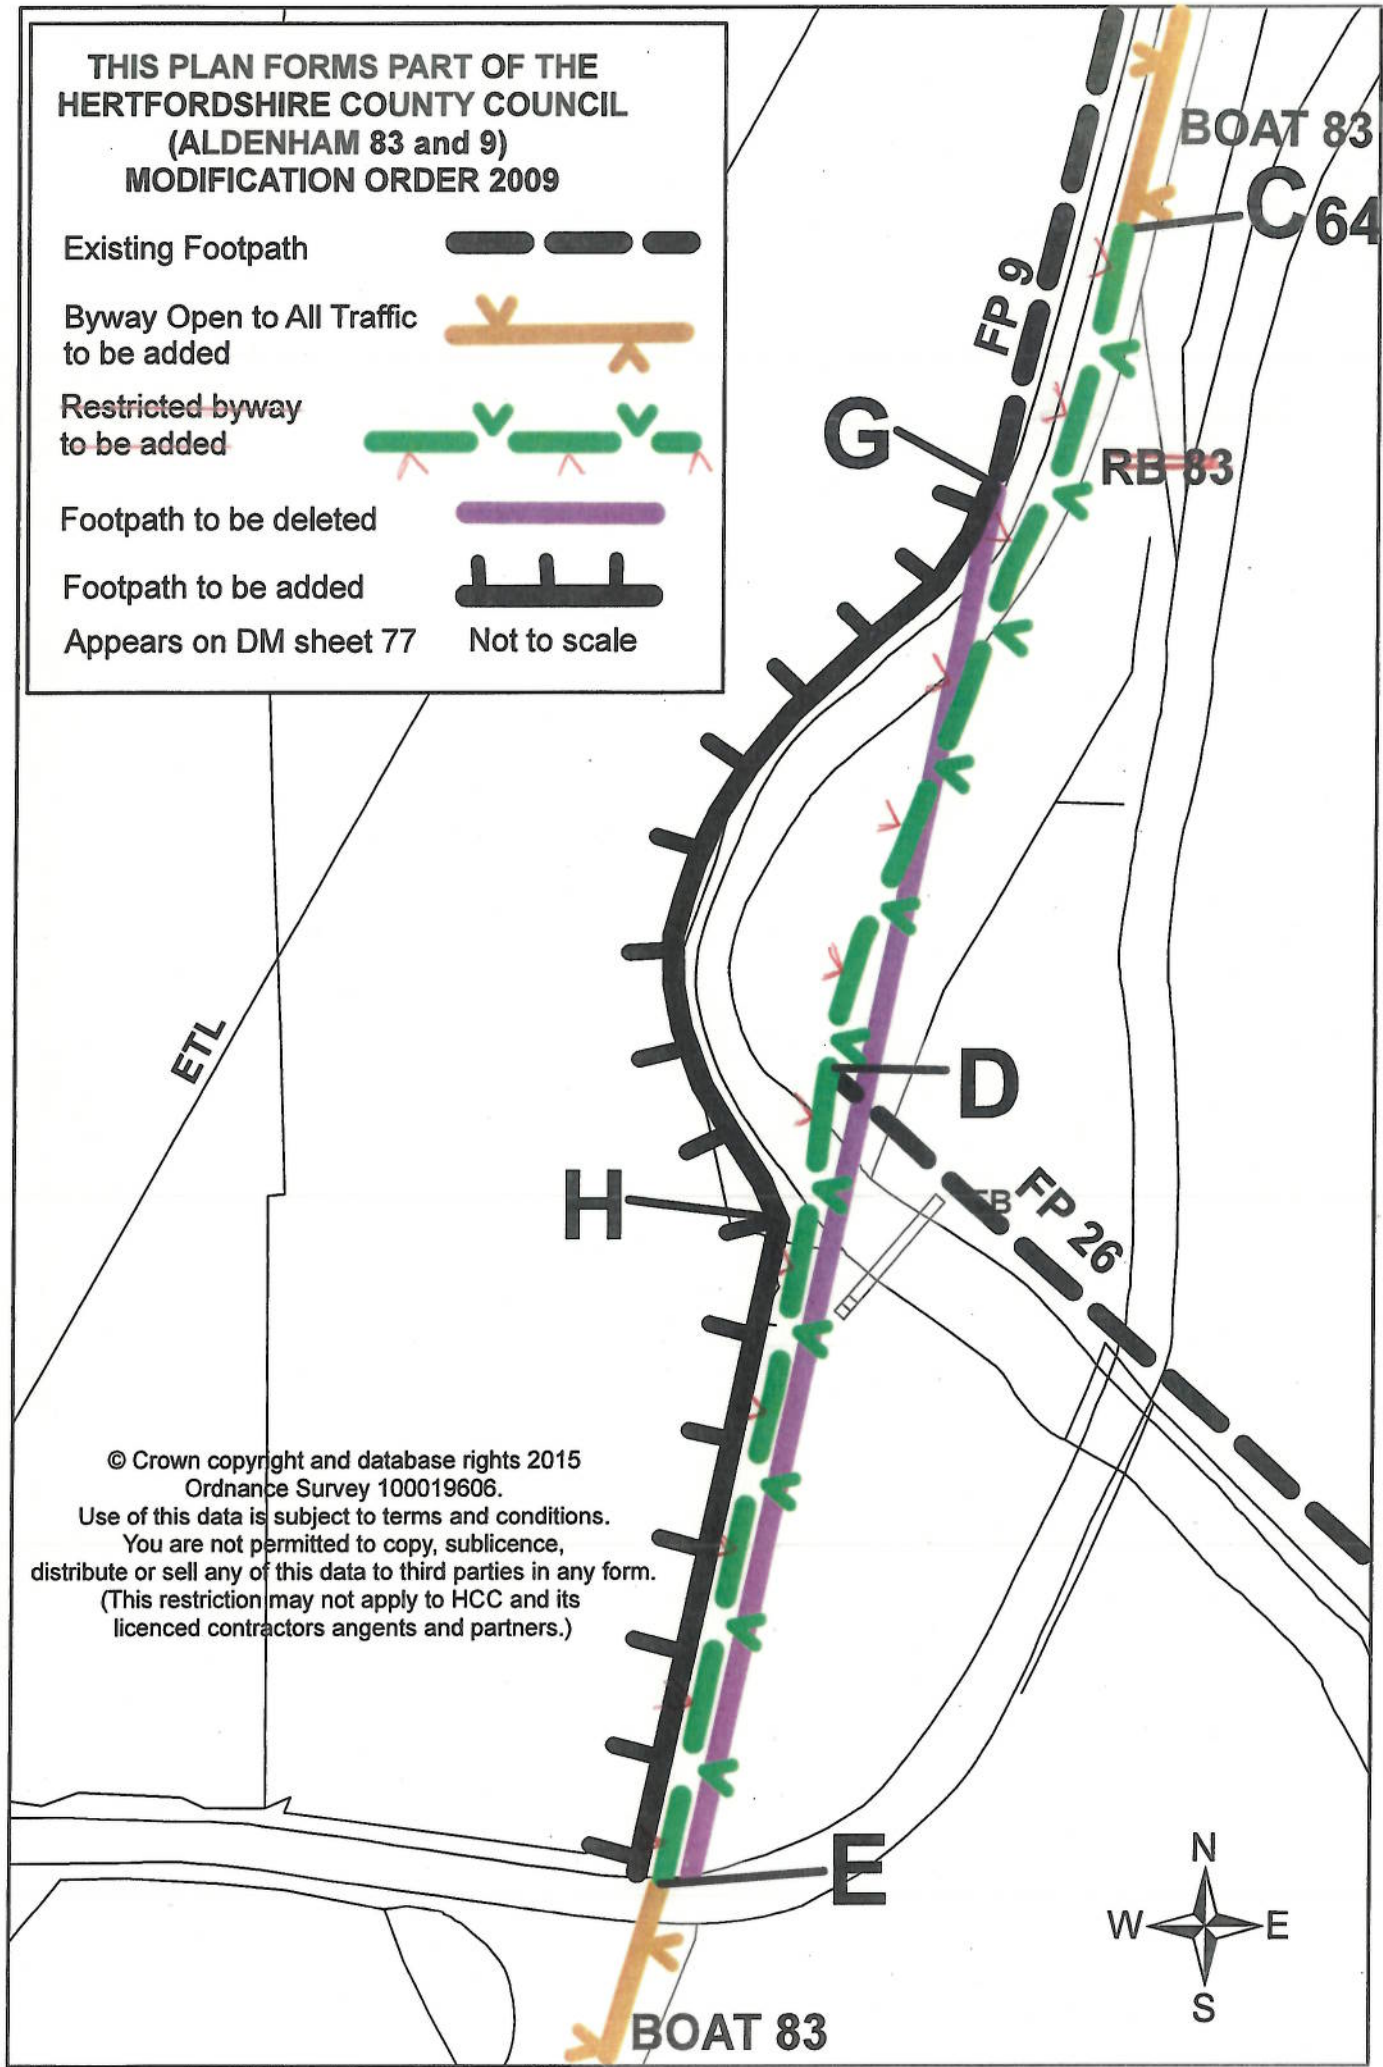 THIS PLAN FORMS PART OF THE
HERTFORDSHIRE COUNTY COUNCIL
(ALDENHAM 83 and 9)
MODIFICATION ORDER 2009
Existing Footpath
Byway Open to All Traffic
to be added
Restricted byway
to be added
Footpath to be deleted
Footpath to be added
Appears on DM sheet 77 Not to scale
BOAT 83
C 64
FP 9
G
RB 83
ETL
D
H
FB
FP 26
© Crown copyright and database rights 2015
Ordnance Survey 100019606.
Use of this data is subject to terms and conditions.
You are not permitted to copy, sublicence,
distribute or sell any of this data to third parties in any form.
(This restriction may not apply to HCC and its
licenced contractors angents and partners.)
E
N
W E
S
BOAT 83